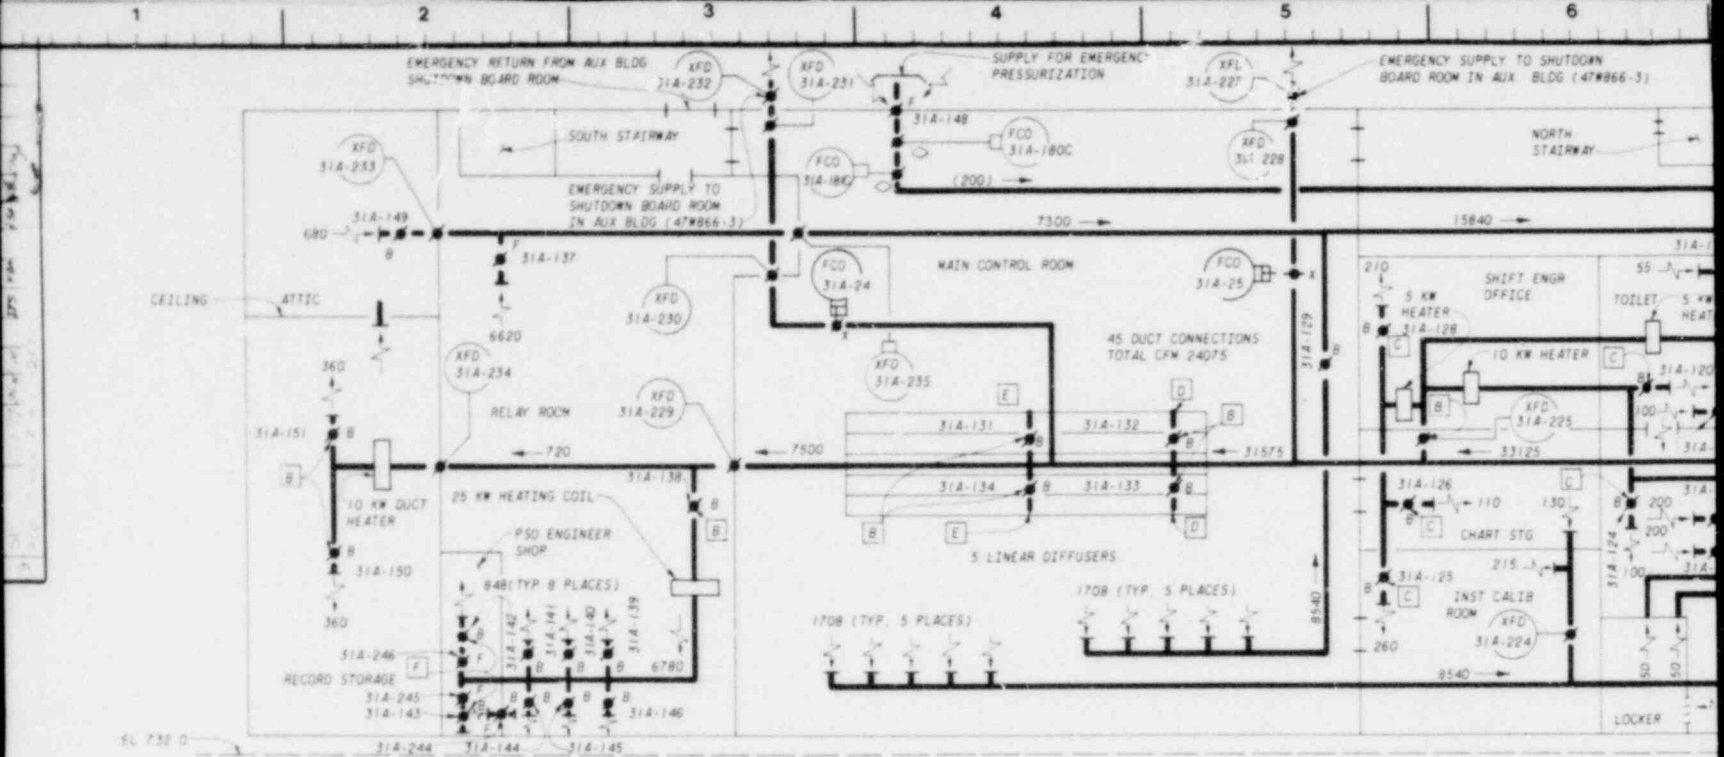 1 2 3 4 5 6
EMERGENCY RETURN FROM AUX BLDG
BOARD ROOM
XFD
31A-232
XFD
31A-231
SUPPLY FOR EMERGENC
PRESSURIZATION
31A-227
EMERGENCY SUPPLY TO SHUTDOWN
BOARD ROOM IN AUX BLDG (47W866-3)
F
31A-148
SOUTH STAIRWAY
XFD
31A-233
FCO
31A-180C
FCO
XFD
228
NORTH
STAIRWAY
(200)
EMERGENCY SUPPLY TO
SHUTDOWN BOARD ROOM
IN AUX BLDG (47W866-3)
31A-149
680
B
F
31A-137
7300
15840
MAIN CONTROL ROOM
FCO
31A-24
X
FCO
31A-25
X
210
SHIFT ENGR
OFFICE
55
CEILING
ATTIC
XFD
31A-230
6620
5 KW
HEATER
B
31A-128
C
TOILET
5 KW
HEAT
31A-129
B
45 DUCT CONNECTIONS
TOTAL CFM 24075
10 KW HEATER
C
XFD
31A-234
360
XFD
31A-235
31A-120
B
RELAY ROOM
XFD
31A-229
E
D
B
B
XFD
31A-225
100
31A-151
B
31A-131
B
31A-132
B
720
7500
31575
33125
B
31A-138
B
B
31A-134
B
31A-133
B
31A-126
110
B
C
130
C
B
200
200
10 KW DUCT
HEATER
25 KW HEATING COIL
PSO ENGINEER
SHOP
B
E
D
CHART STG
B
31A-150
5 LINEAR DIFFUSERS
215
31A-124
100
31A-125
B
C
INST CALIB
ROOM
848(TYP 8 PLACES)
1708 (TYP. 5 PLACES)
8540
360
1708 (TYP. 5 PLACES)
31A-142
31A-141
31A-140
31A-139
XFD
31A-224
260
31A-246
F
B
F
B
B
B
6780
RECORD STORAGE
8540
50
50
31A-245
31A-143
B
B
B
31A-146
LOCKER
EL 732 0
31A-244
31A-144
31A-145